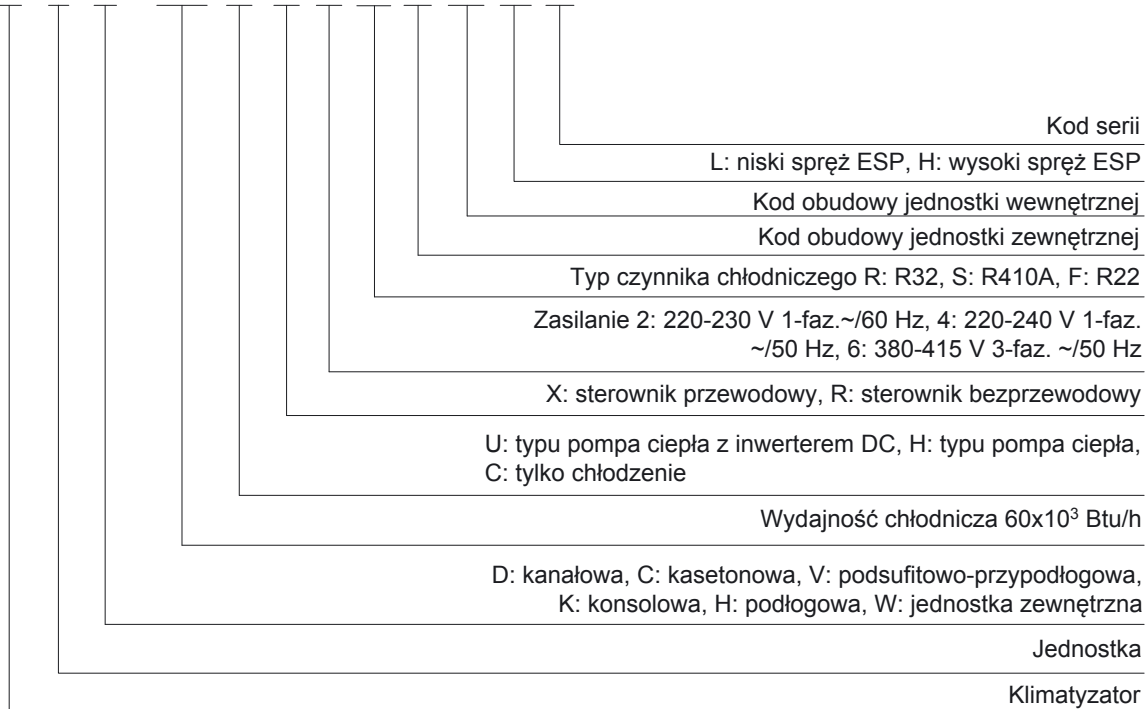 Kod serii
L: niski spręż ESP, H: wysoki spręż ESP
Kod obudowy jednostki wewnętrznej
Kod obudowy jednostki zewnętrznej
Typ czynnika chłodniczego R: R32, S: R410A, F: R22
Zasilanie 2: 220-230 V 1-faz.~/60 Hz, 4: 220-240 V 1-faz.
~/50 Hz, 6: 380-415 V 3-faz. ~/50 Hz
X: sterownik przewodowy, R: sterownik bezprzewodowy
U: typu pompa ciepła z inwerterem DC, H: typu pompa ciepła,
C: tylko chłodzenie
Wydajność chłodnicza 60x10³ Btu/h
D: kanałowa, C: kasetonowa, V: podsufitowo-przypodłogowa,
K: konsolowa, H: podłogowa, W: jednostka zewnętrzna
Jednostka
Klimatyzator